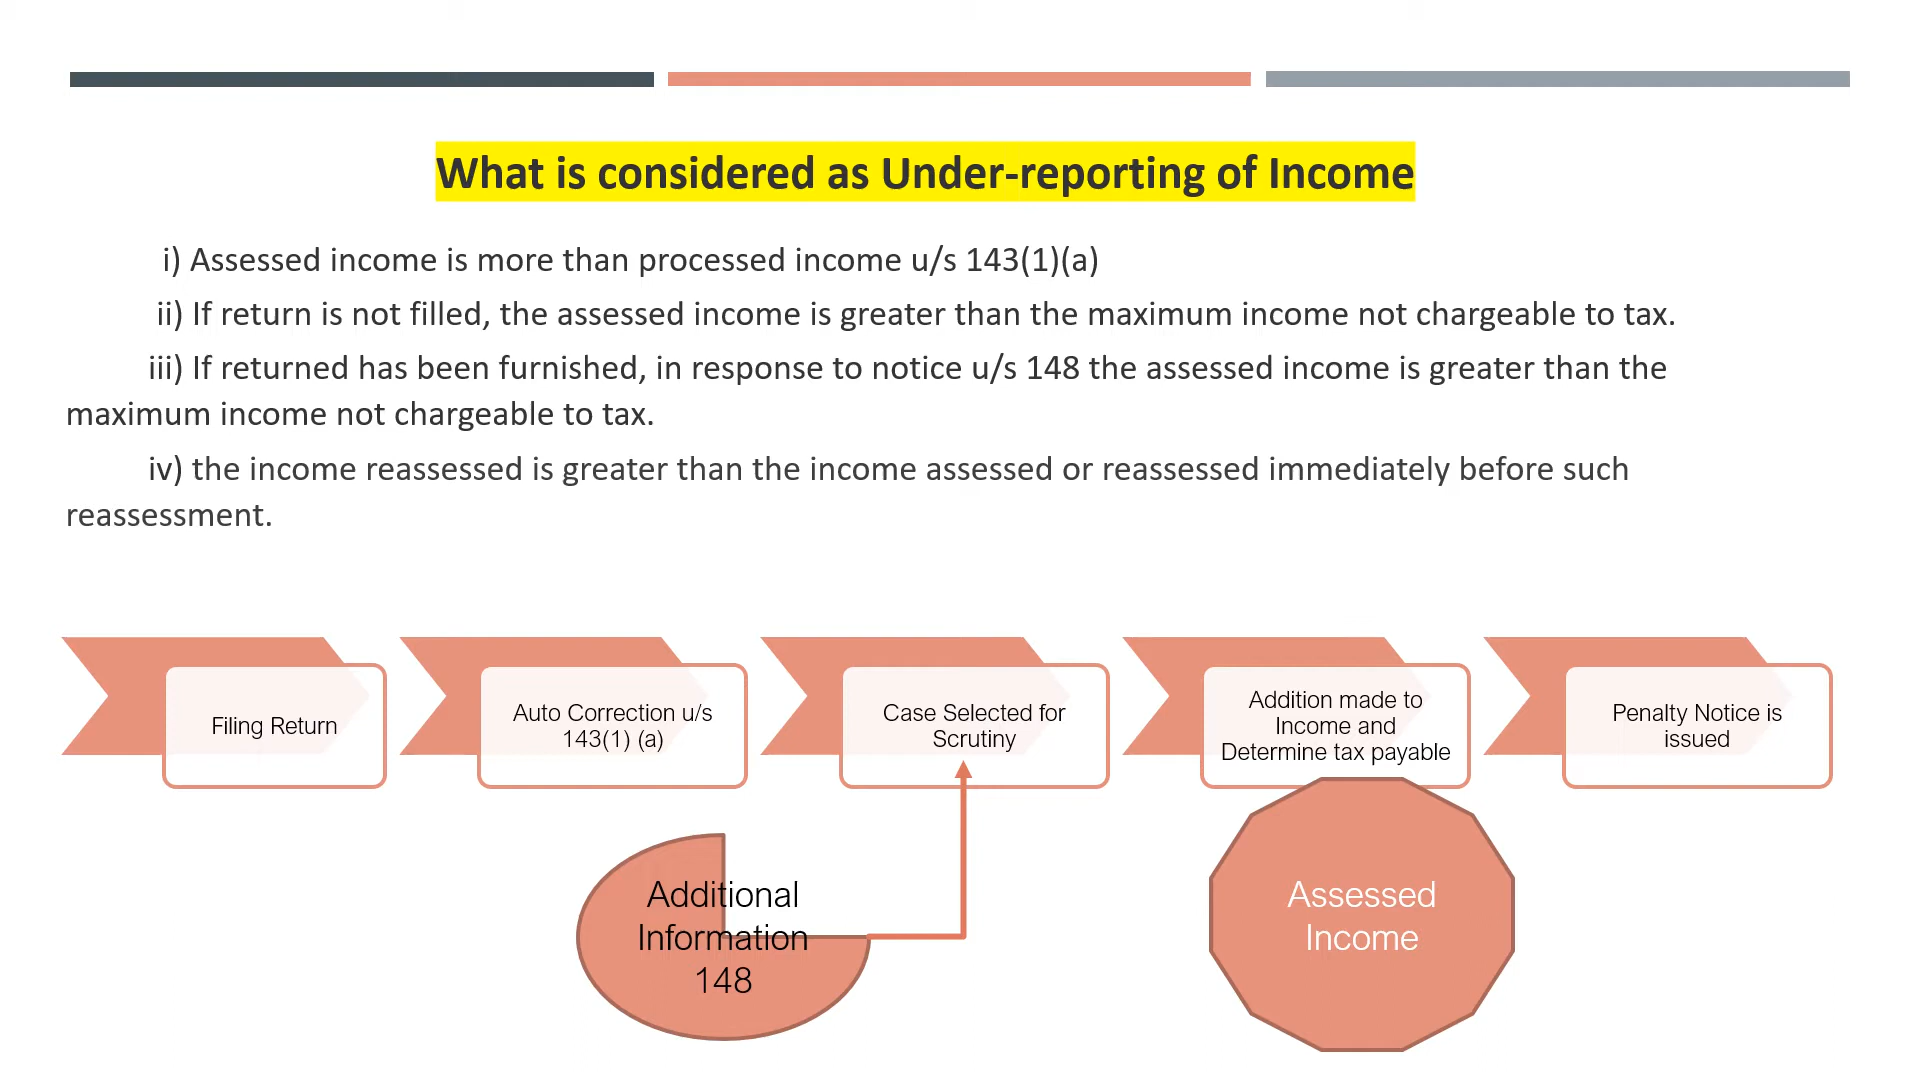 What is considered as Under-reporting of Income
i) Assessed income is more than processed income u/s 143(1)(a)
ii) If return is not filled, the assessed income is greater than the maximum income not chargeable to tax.
iii) If returned has been furnished, in response to notice u/s 148 the assessed income is greater than the
maximum income not chargeable to tax.
iv) the income reassessed is greater than the income assessed or reassessed immediately before such
reassessment.
Filing Return
Auto Correction u/s
143(1) (a)
Case Selected for
Scrutiny
Addition made to
Income and
Determine tax payable
Penalty Notice is
issued
Additional
Information
148
Assessed
Income